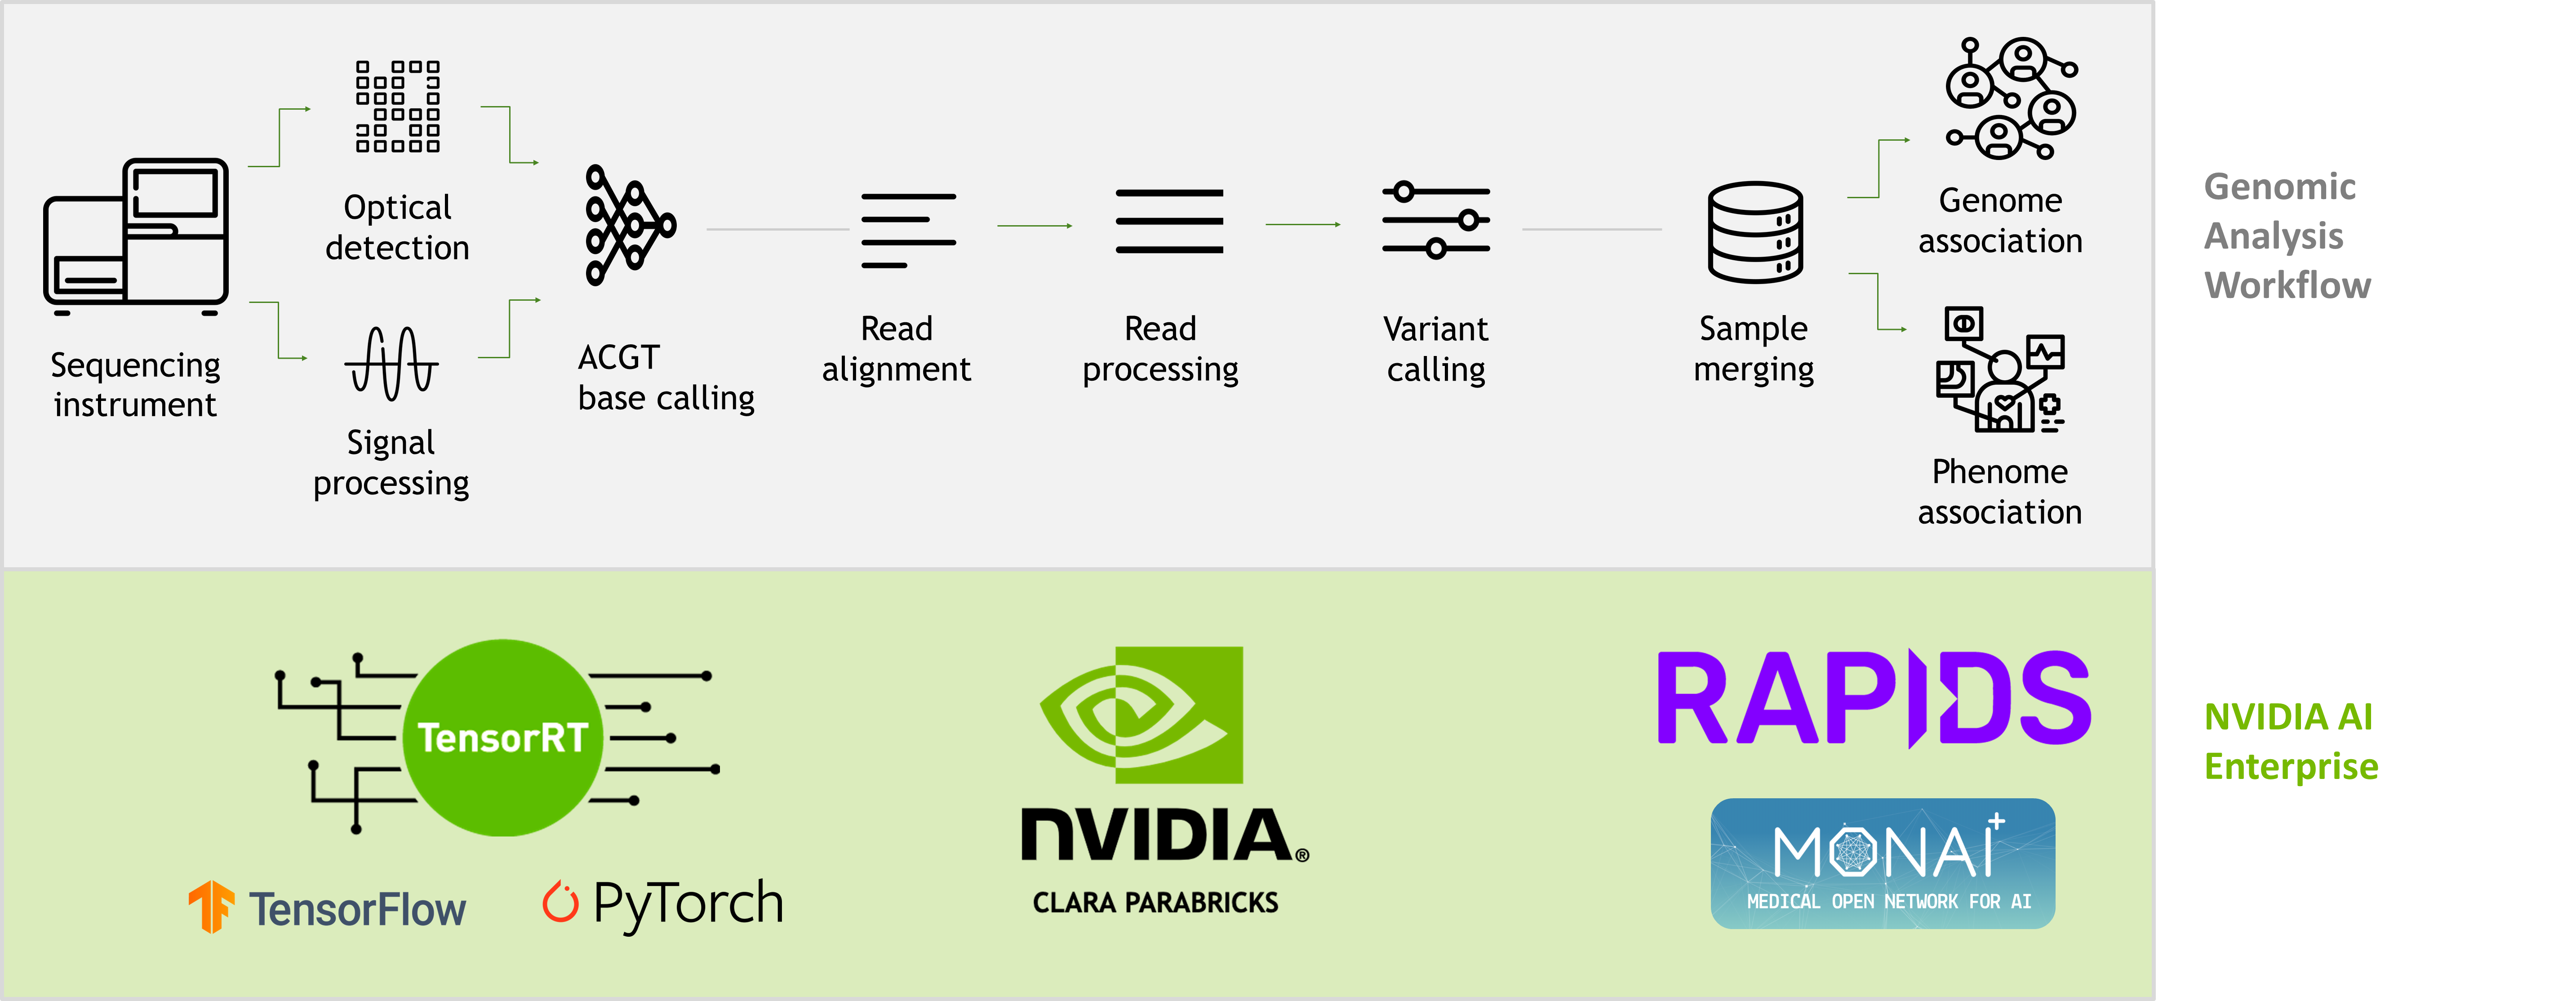 Optical
detection
Sequencing
instrument
Signal
processing
ACGT
base calling
Read
alignment
Read
processing
Variant
calling
Sample
merging
Genome
association
Phenome
association
Genomic
Analysis
Workflow
TensorRT
TensorFlow
PyTorch
NVIDIA®
CLARA PARABRICKS
RAPIDS
MONAI
MEDICAL OPEN NETWORK FOR AI
NVIDIA AI
Enterprise